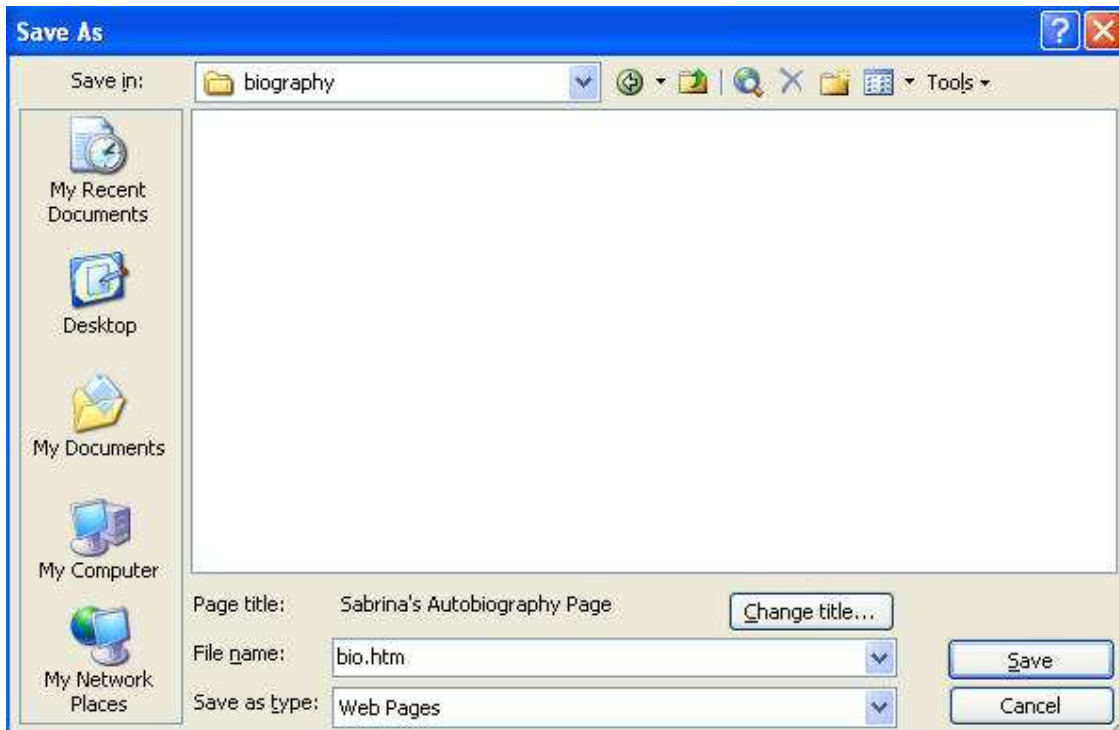 Save As
Save in:
biography
Tools
My Recent
Documents
Desktop
My Documents
My Computer
My Network
Places
Page title:
Sabrina's Autobiography Page
Change title...
File name:
bio.htm
Save
Save as type:
Web Pages
Cancel